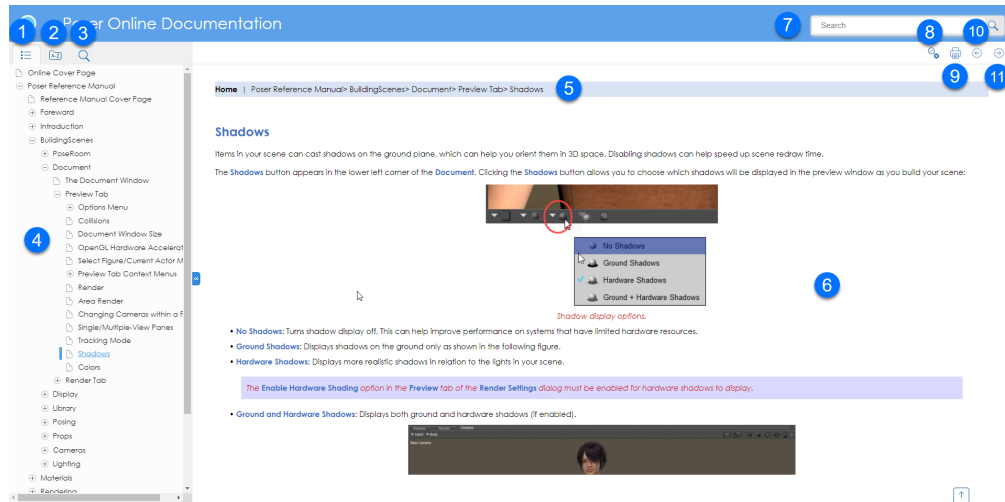 1
2
3
Poser Online Documentation
7
Search
8
10
9
11
A-Z
Online Cover Page
Poser Reference Manual
Reference Manual Cover Page
Foreward
Introduction
BuildingScenes
PoseRoom
Document
The Document Window
Preview Tab
Options Menu
Collisions
Document Window Size
OpenGL Hardware Accelerat
Select Figure/Current Actor M
Preview Tab Context Menus
Render
Area Render
Changing Cameras within a F
Single/Multiple-View Panes
Tracking Mode
Shadows
Colors
Render Tab
Display
Library
Posing
Props
Cameras
Lighting
Materials
Rendering
4
Home | Poser Reference Manual> BuildingScenes> Document> Preview Tab> Shadows
5
Shadows
Items in your scene can cast shadows on the ground plane, which can help you orient them in 3D space. Disabling shadows can help speed up scene redraw time.
The Shadows button appears in the lower left corner of the Document. Clicking the Shadows button allows you to choose which shadows will be displayed in the preview window as you build your scene:
No Shadows
Ground Shadows
Hardware Shadows
Ground + Hardware Shadows
6
Shadow display options.
• No Shadows: Turns shadow display off. This can help improve performance on systems that have limited hardware resources.
• Ground Shadows: Displays shadows on the ground only as shown in the following figure.
• Hardware Shadows: Displays more realistic shadows in relation to the lights in your scene.
The Enable Hardware Shading option in the Preview tab of the Render Settings dialog must be enabled for hardware shadows to display.
• Ground and Hardware Shadows: Displays both ground and hardware shadows (if enabled).
Main Camera